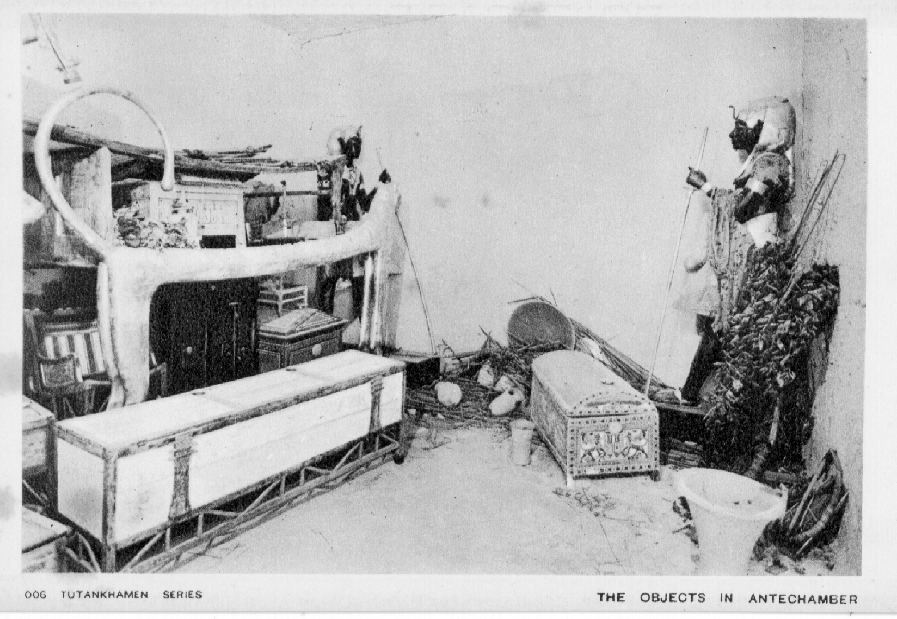 006 TUTANKHAMEN SERIES
THE OBJECTS IN ANTECHAMBER